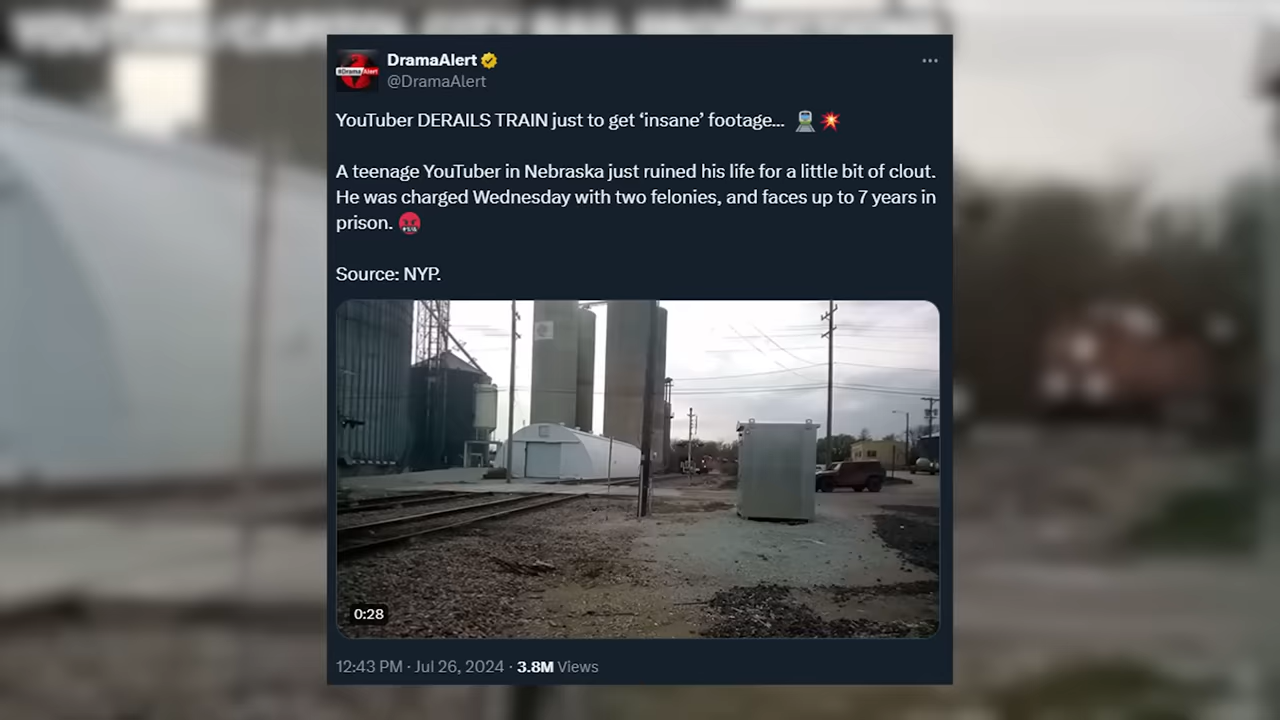 DramaAlert
@DramaAlert
#DramaAlert
YouTuber DERAILS TRAIN just to get ‘insane’ footage... 🚆💥
A teenage YouTuber in Nebraska just ruined his life for a little bit of clout.
He was charged Wednesday with two felonies, and faces up to 7 years in
prison. 🤬
Source: NYP.
0:28
12:43 PM · Jul 26, 2024 · 3.8M Views